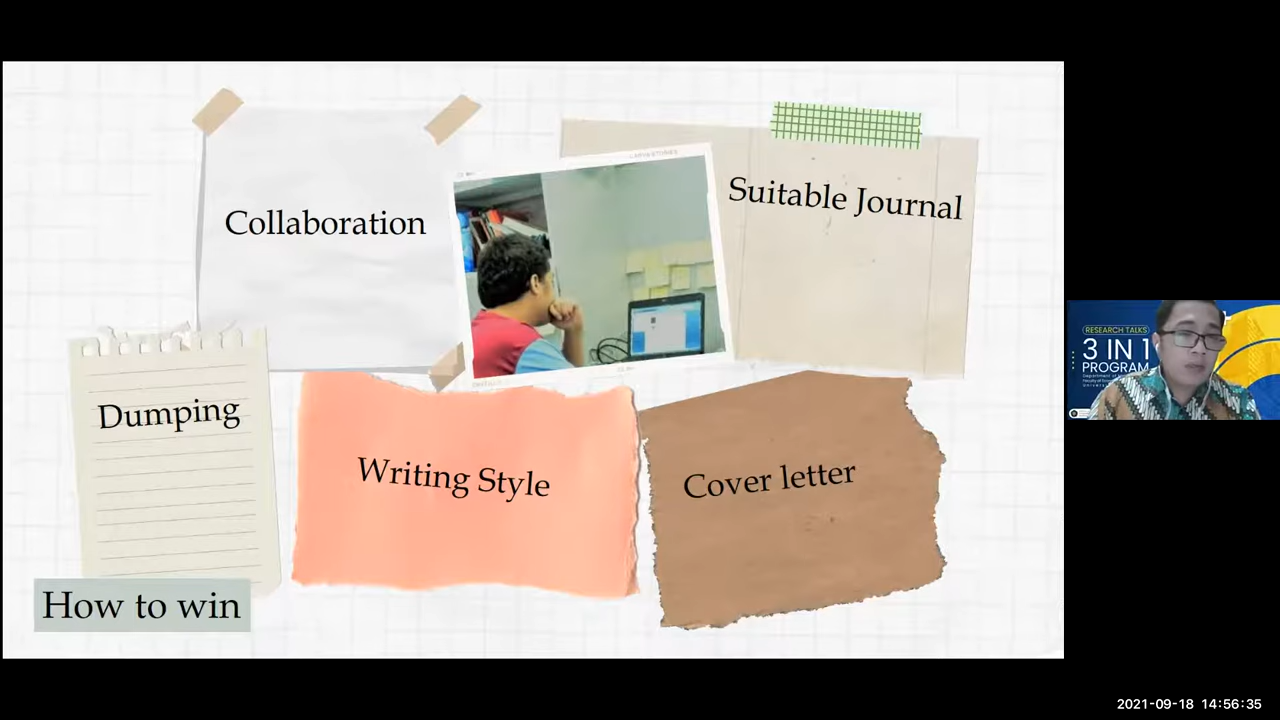 Collaboration
Suitable Journal
Dumping
Writing Style
Cover letter
How to win
RESEARCH TALKS
3 IN 1
PROGRAM
2021-09-18 14:56:35